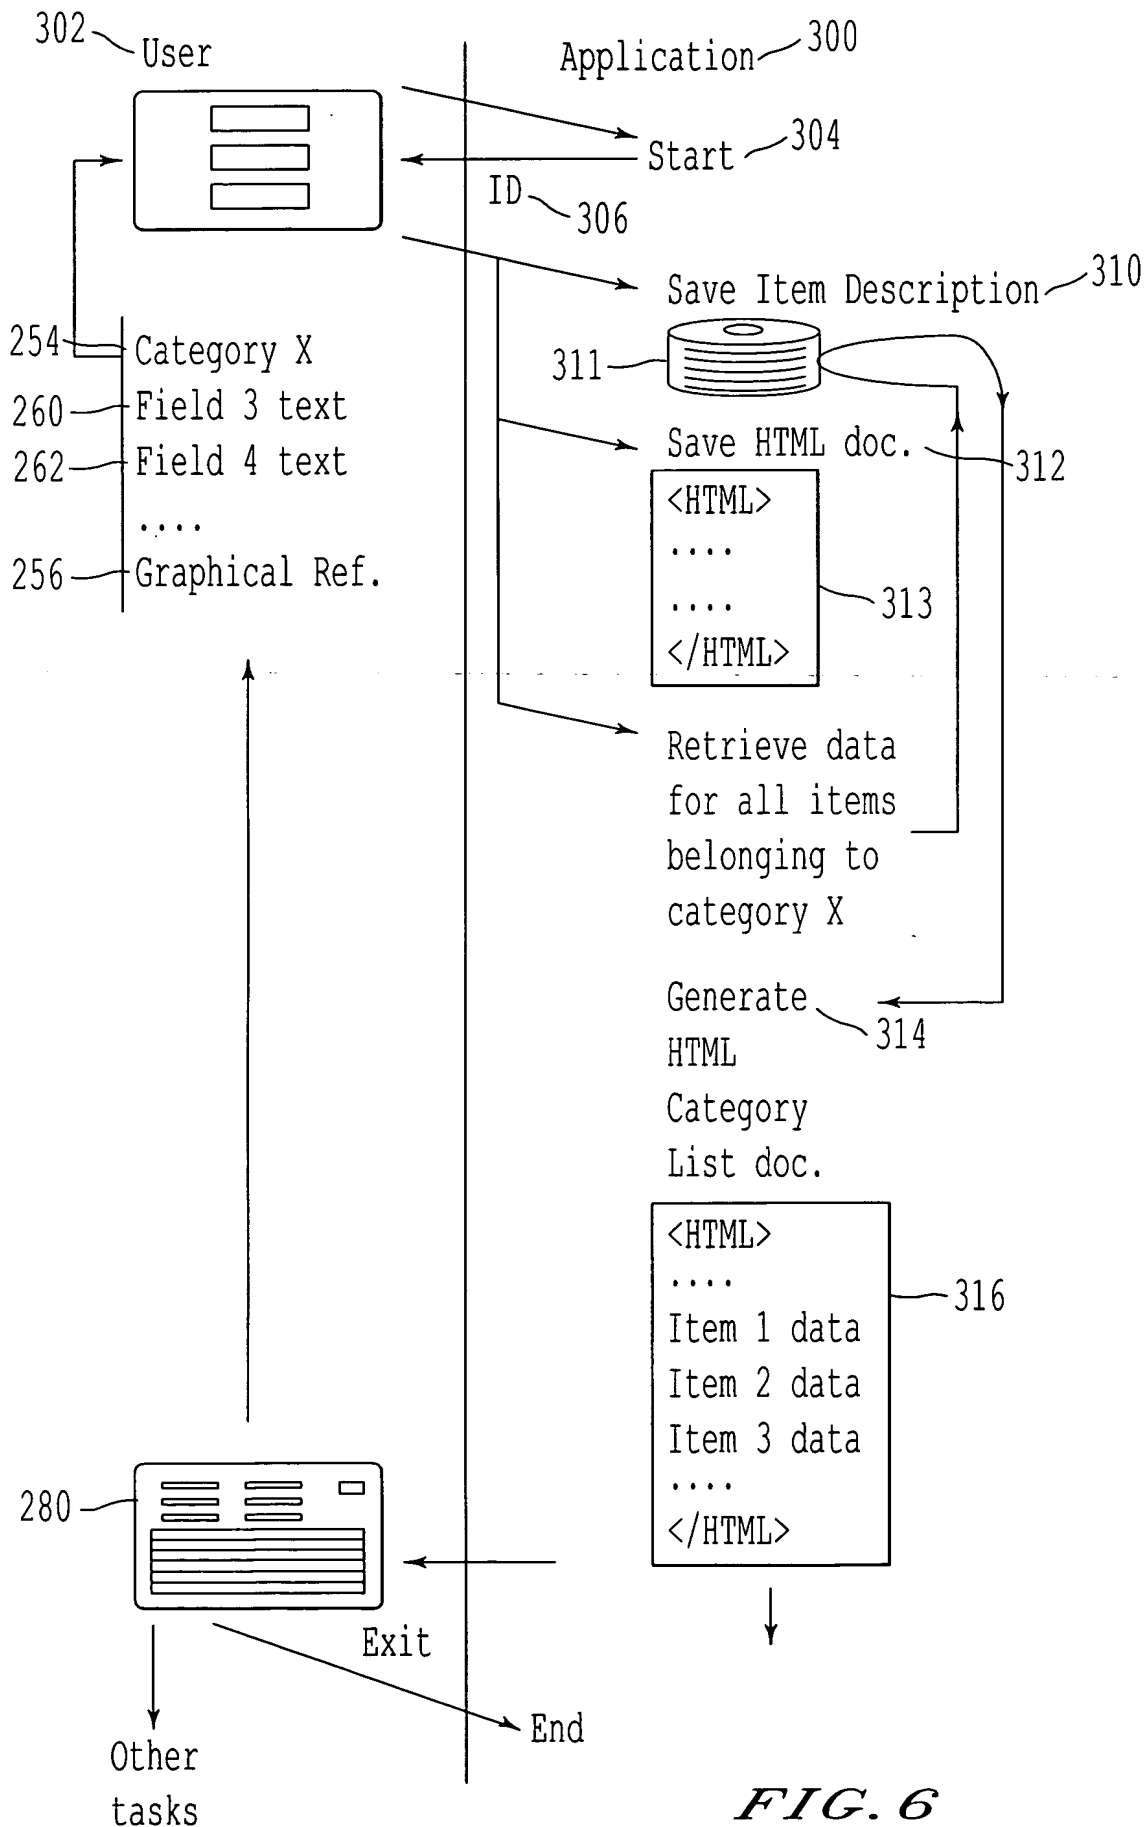 302
User
Application
300
Start
304
ID
306
Save Item Description
310
311
254
Category X
260
Field 3 text
262
Field 4 text
....
256
Graphical Ref.
Save HTML doc.
312
<HTML>
....
....
</HTML>
313
Retrieve data
for all items
belonging to
category X
Generate
314
HTML
Category
List doc.
<HTML>
....
Item 1 data
Item 2 data
Item 3 data
....
</HTML>
316
280
Exit
End
Other
tasks
FIG. 6